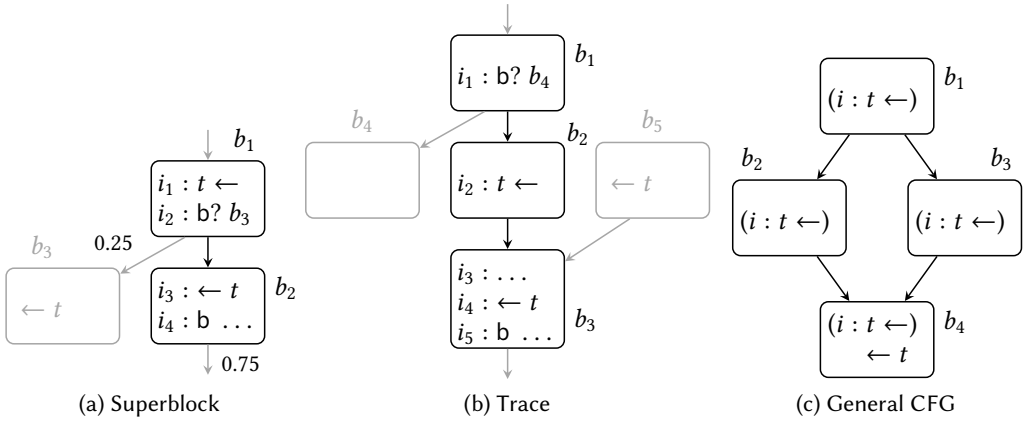 b₁
i₁ : t ←
i₂ : b? b₃
0.25
b₃
← t
i₃ : ← t
i₄ : b …
b₂
0.75
(a) Superblock
b₁
i₁ : b? b₄
b₄
b₂
i₂ : t ←
b₅
← t
i₃ : …
i₄ : ← t
i₅ : b …
b₃
(b) Trace
b₁
(i : t ←)
b₂
(i : t ←)
b₃
(i : t ←)
b₄
(i : t ←)
← t
(c) General CFG